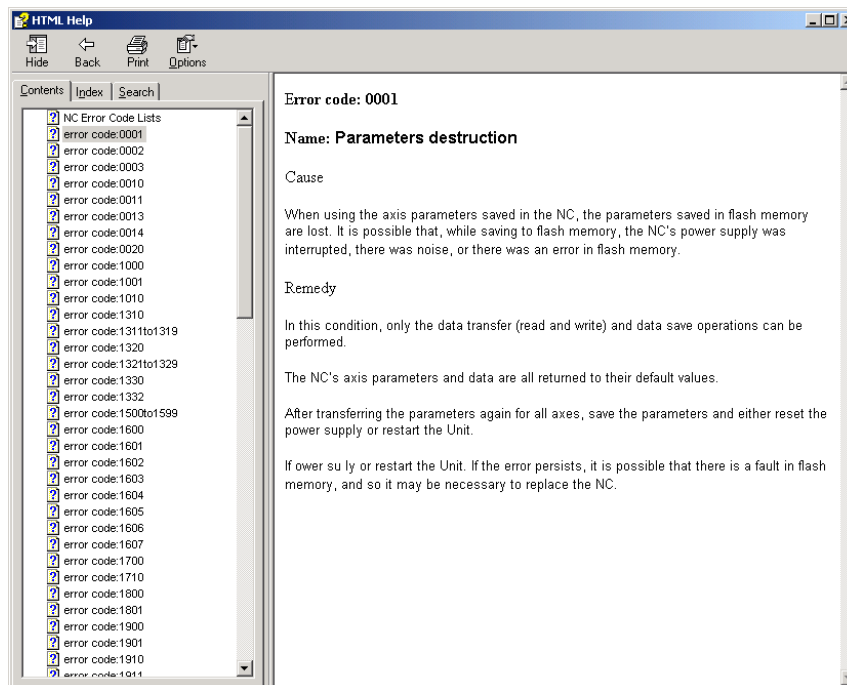 HTML Help
Hide Back Print Options
Contents Index Search
NC Error Code Lists
error code:0001
error code:0002
error code:0003
error code:0010
error code:0011
error code:0013
error code:0014
error code:0020
error code:1000
error code:1001
error code:1010
error code:1310
error code:1311to1319
error code:1320
error code:1321to1329
error code:1330
error code:1332
error code:1500to1599
error code:1600
error code:1601
error code:1602
error code:1603
error code:1604
error code:1605
error code:1606
error code:1607
error code:1700
error code:1710
error code:1800
error code:1801
error code:1900
error code:1901
error code:1910
error code:1911
Error code: 0001
Name: Parameters destruction
Cause
When using the axis parameters saved in the NC, the parameters saved in flash memory
are lost. It is possible that, while saving to flash memory, the NC's power supply was
interrupted, there was noise, or there was an error in flash memory.
Remedy
In this condition, only the data transfer (read and write) and data save operations can be
performed.
The NC's axis parameters and data are all returned to their default values.
After transferring the parameters again for all axes, save the parameters and either reset the
power supply or restart the Unit.
If ower su ly or restart the Unit. If the error persists, it is possible that there is a fault in flash
memory, and so it may be necessary to replace the NC.